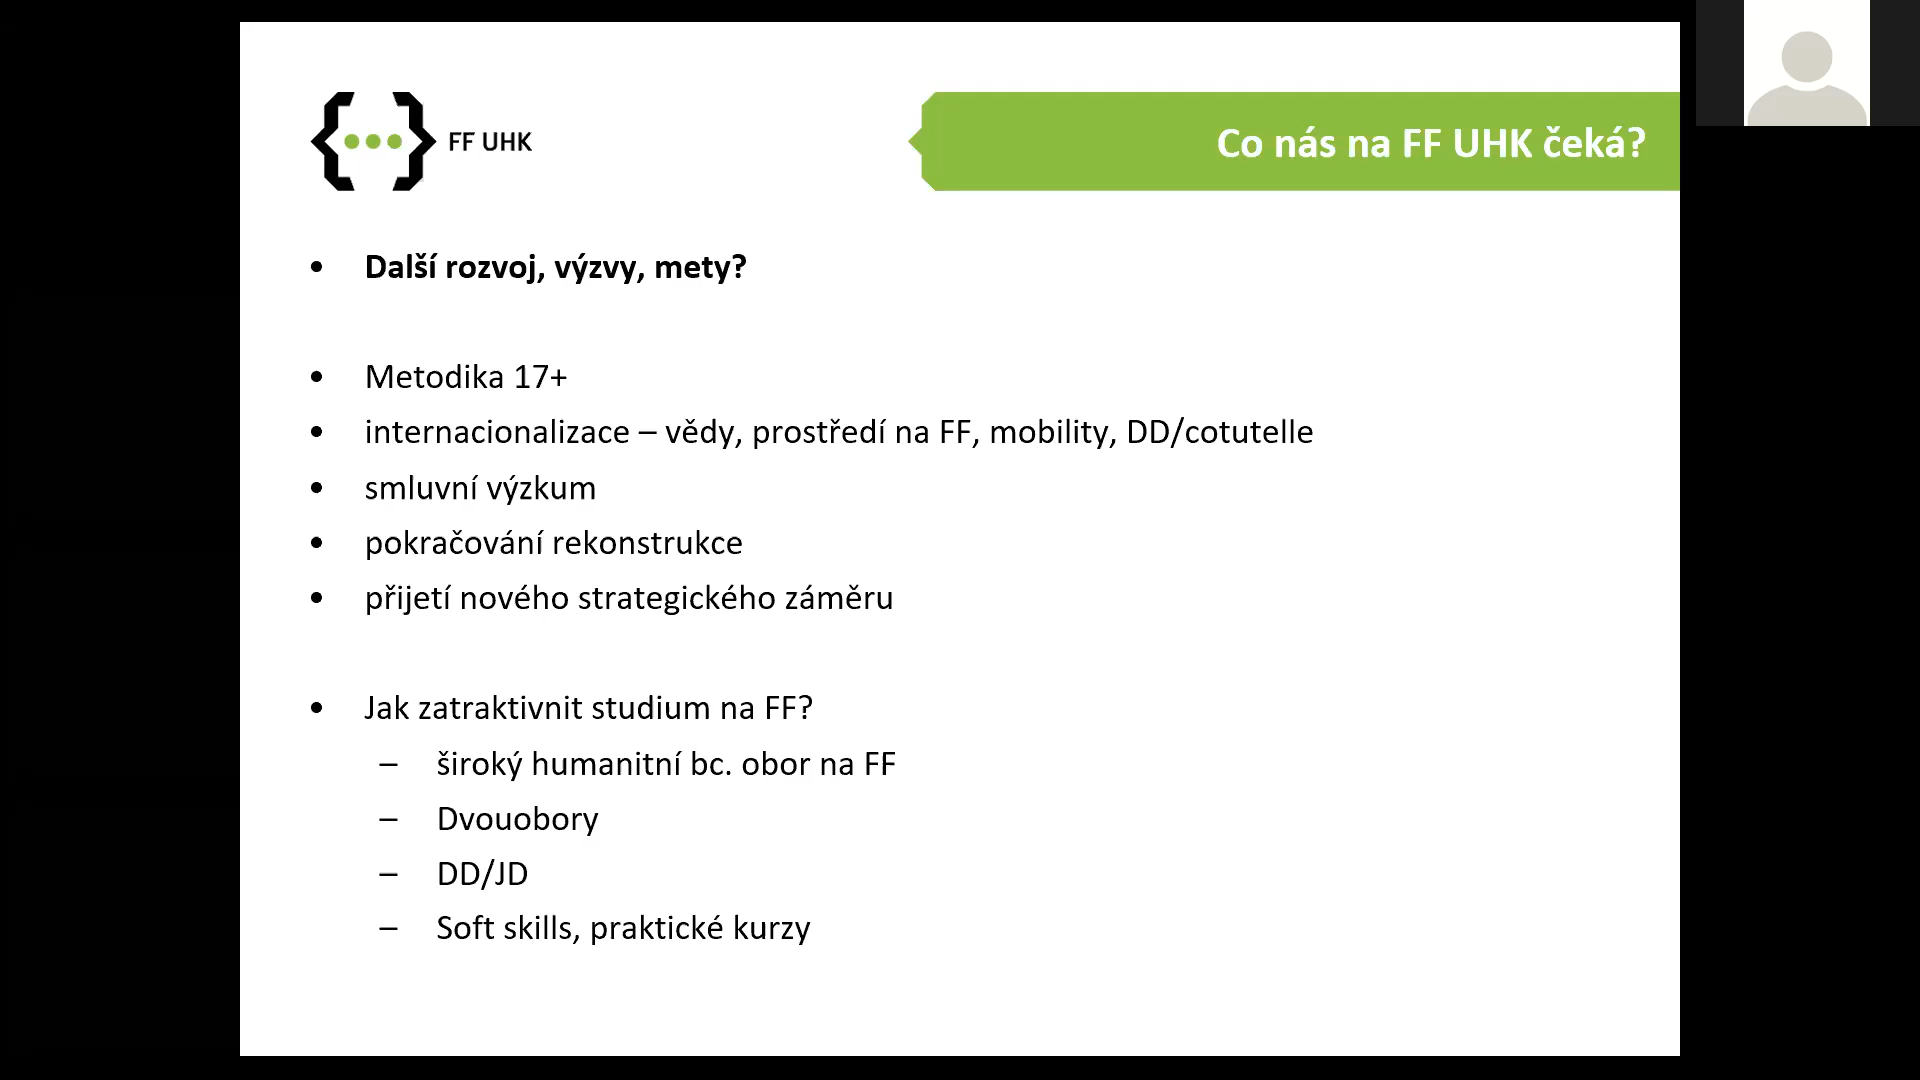 FF UHK
Co nás na FF UHK čeká?
• Další rozvoj, výzvy, mety?
• Metodika 17+
• internacionalizace – vědy, prostředí na FF, mobility, DD/cotutelle
• smluvní výzkum
• pokračování rekonstrukce
• přijetí nového strategického záměru
• Jak zatraktivnit studium na FF?
– široký humanitní bc. obor na FF
– Dvouobory
– DD/JD
– Soft skills, praktické kurzy